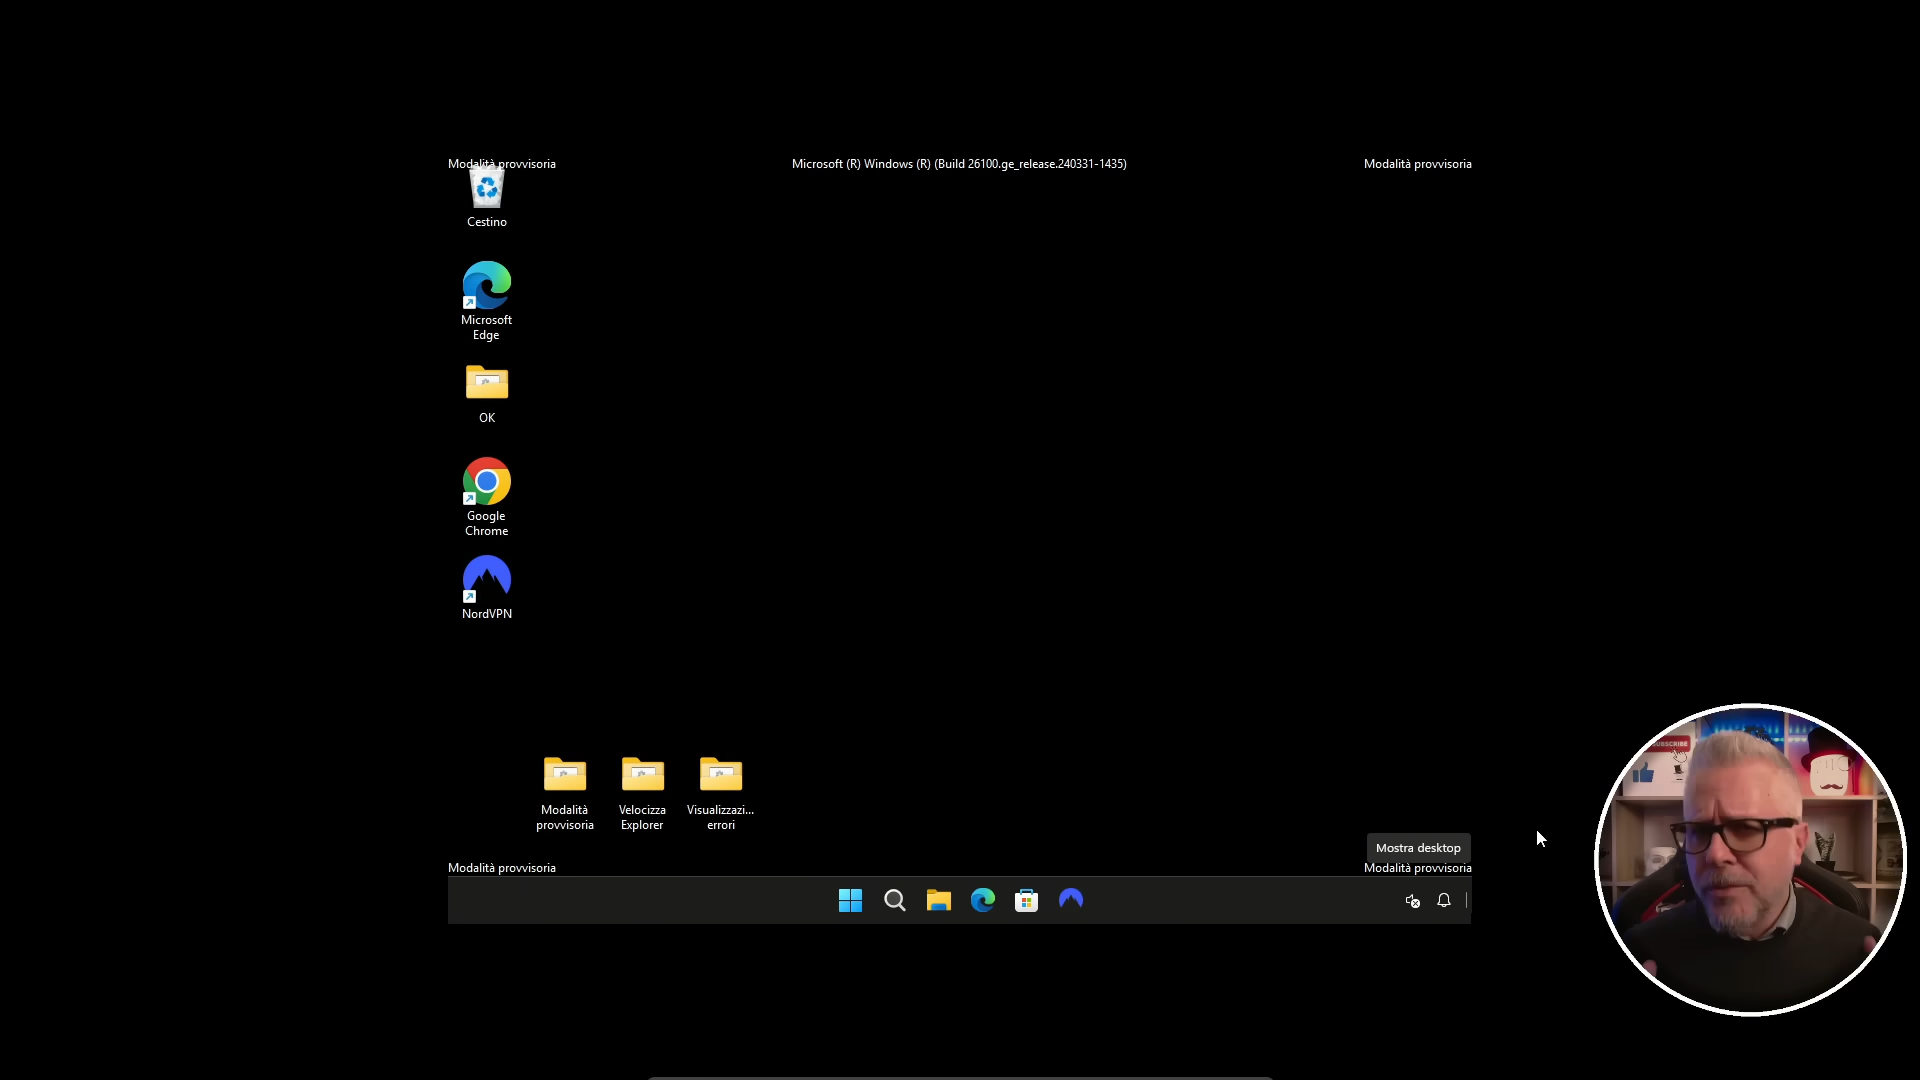 Modalità provvisoria
Microsoft (R) Windows (R) (Build 26100.ge_release.240331-1435)
Modalità provvisoria
Cestino
Microsoft
Edge
OK
Google
Chrome
NordVPN
Modalità
provvisoria
Velocizza
Explorer
Visualizzazi...
errori
Mostra desktop
Modalità provvisoria
Modalità provvisoria
SUBSCRIBE